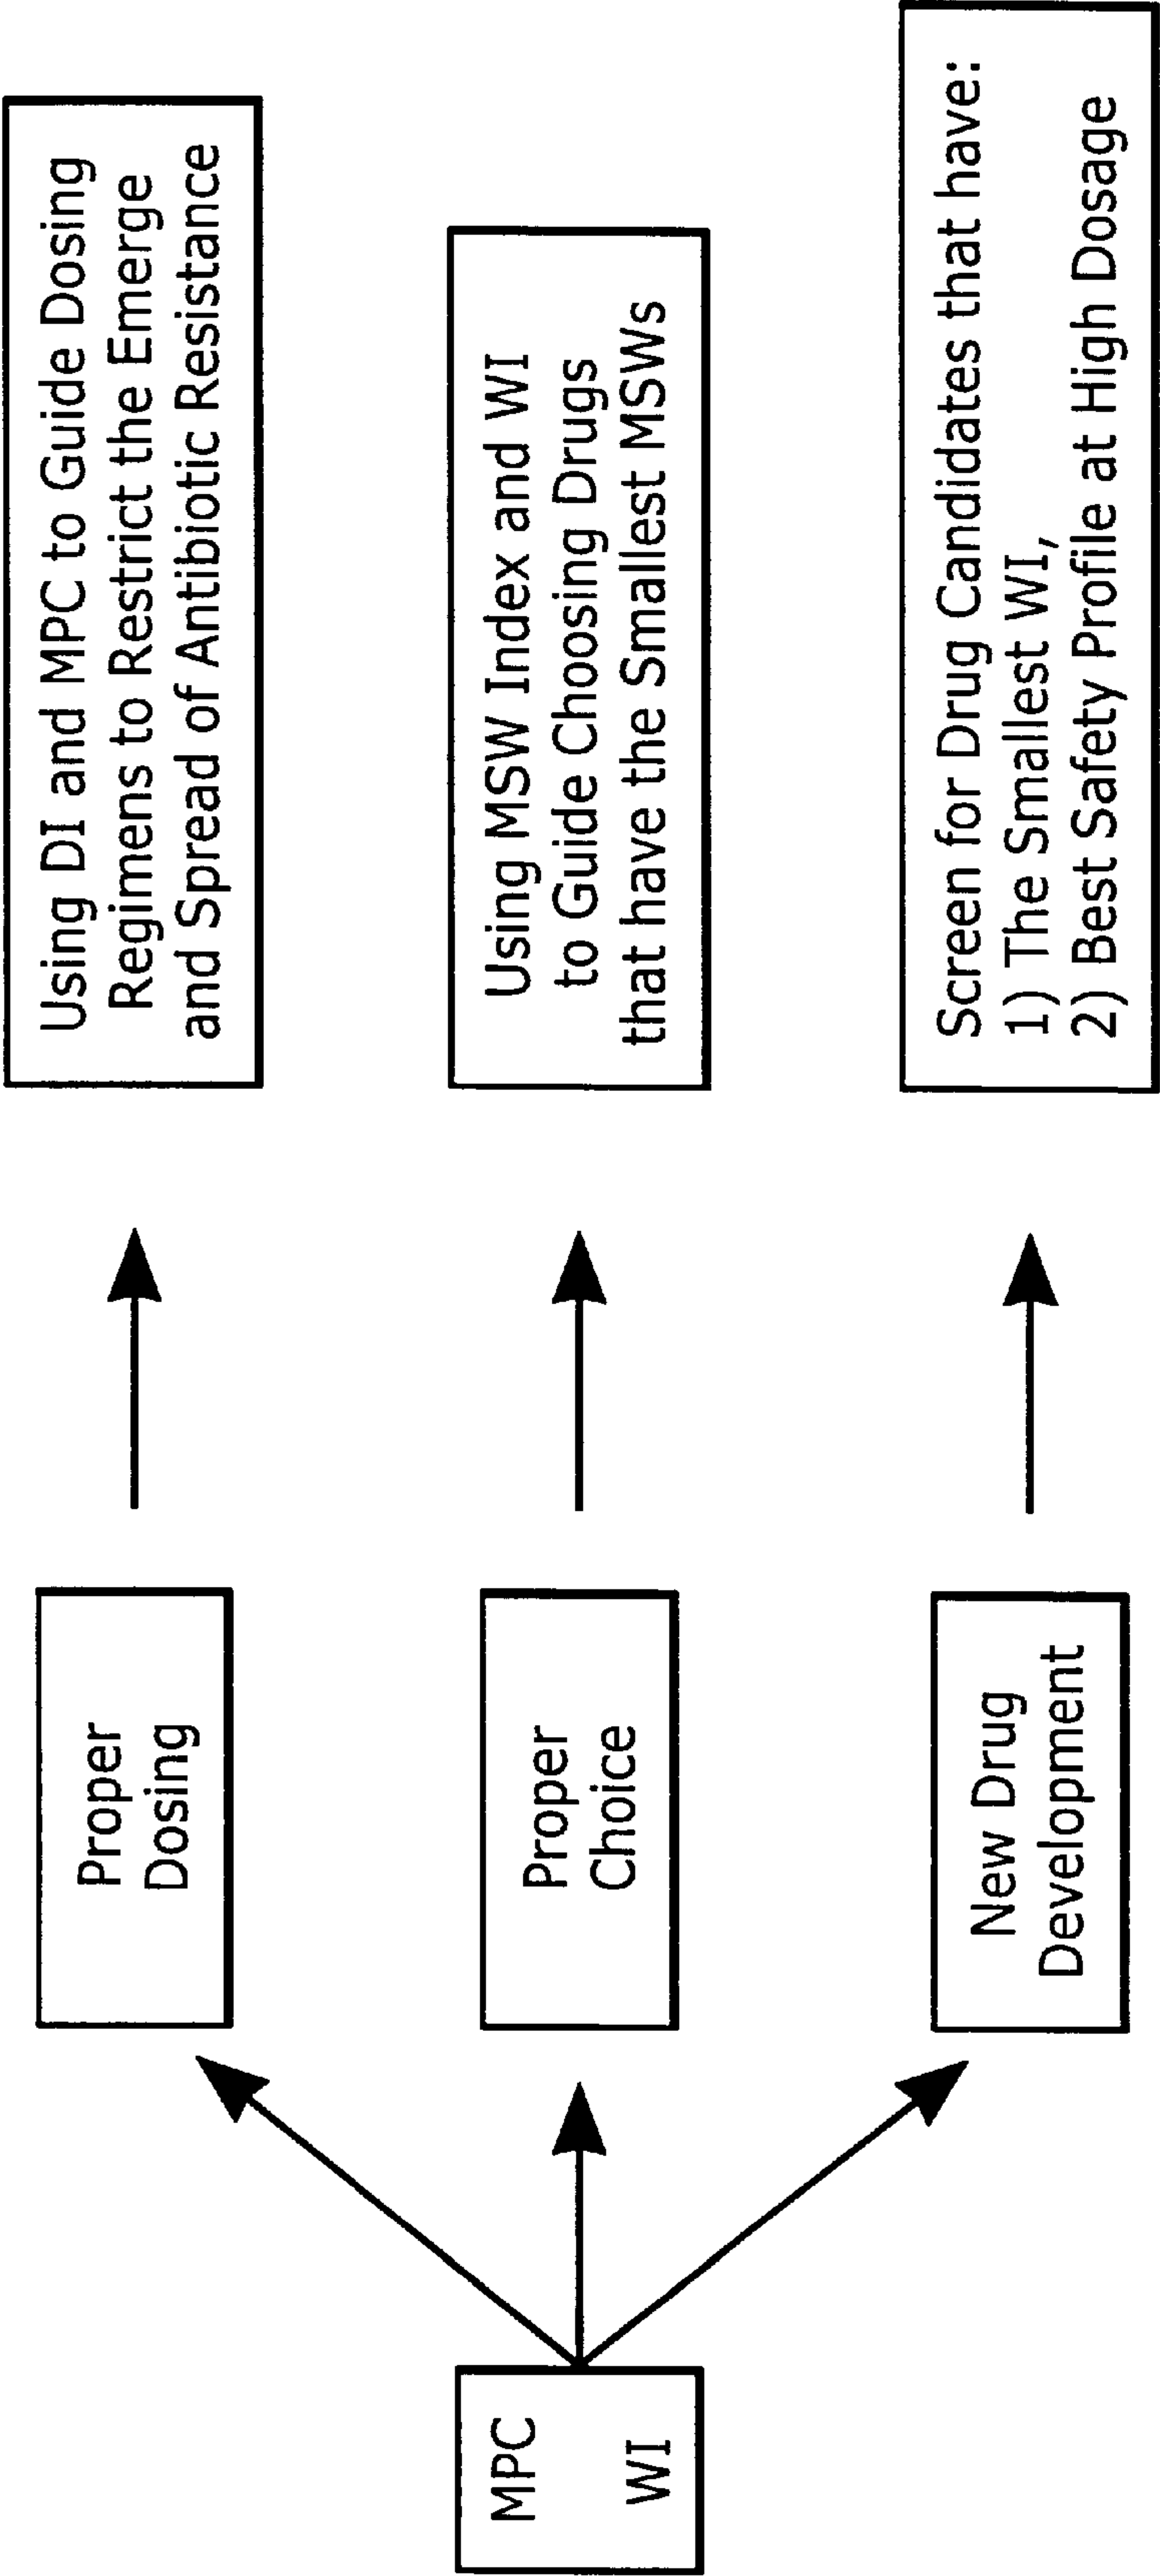 MPC
WI
Proper
Dosing
Proper
Choice
New Drug
Development
Using DI and MPC to Guide Dosing
Regimens to Restrict the Emerge
and Spread of Antibiotic Resistance
Using MSW Index and WI
to Guide Choosing Drugs
that have the Smallest MSWs
Screen for Drug Candidates that have:
1) The Smallest WI,
2) Best Safety Profile at High Dosage